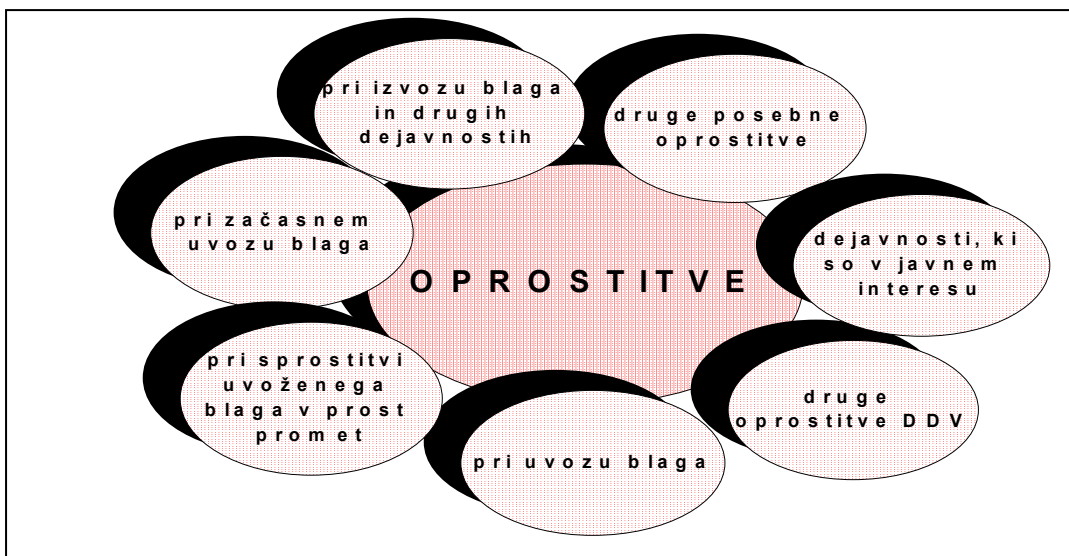 pri izvozu blaga
in drugih
dejavnostih
druge posebne
oprostitve
pri začasnem
uvozu blaga
OPROSTITVE
dejavnosti, ki
so v javnem
interesu
pri sprostitvi
uvoženega
blaga v prost
promet
druge
oprostitve DDV
pri uvozu blaga